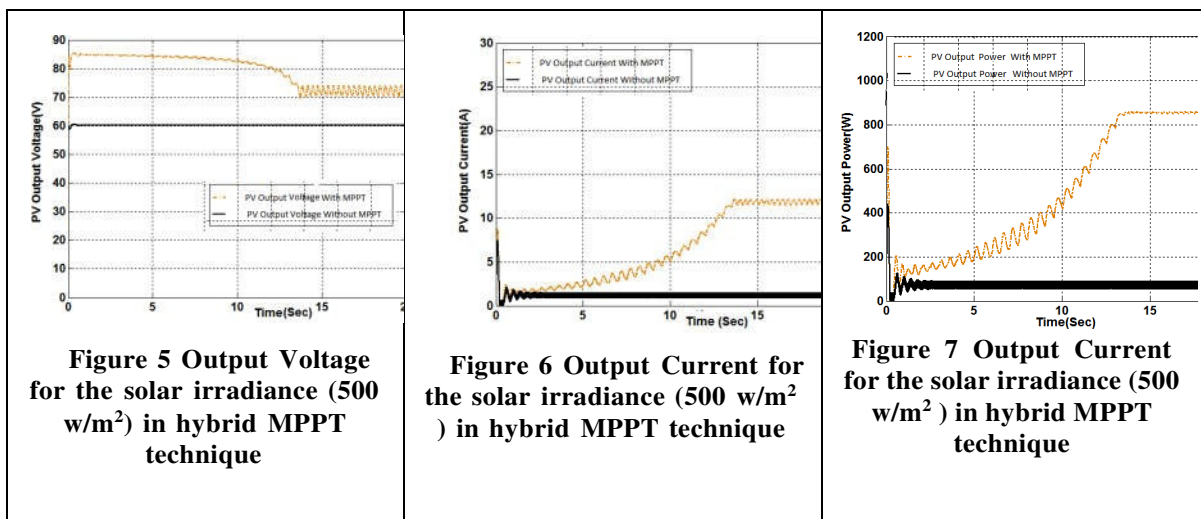 90
80
70
60
50
40
30
20
10
0
0
5
10
15
2
PV Output Voltage(V)
Time(Sec)
PV Output Voltage With MPPT
PV Output Voltage Without MPPT
Figure 5 Output Voltage
for the solar irradiance (500
w/m²) in hybrid MPPT
technique
30
25
20
15
10
5
0
0
5
10
15
PV Output Current(A)
Time(Sec)
PV Output Current With MPPT
PV Output Current Without MPPT
Figure 6 Output Current for
the solar irradiance (500 w/m²
) in hybrid MPPT technique
1200
1000
800
600
400
200
0
0
5
10
15
PV Output Power(W)
Time(Sec)
PV Output Power With MPPT
PV Output Power Without MPPT
Figure 7 Output Current
for the solar irradiance (500
w/m² ) in hybrid MPPT
technique